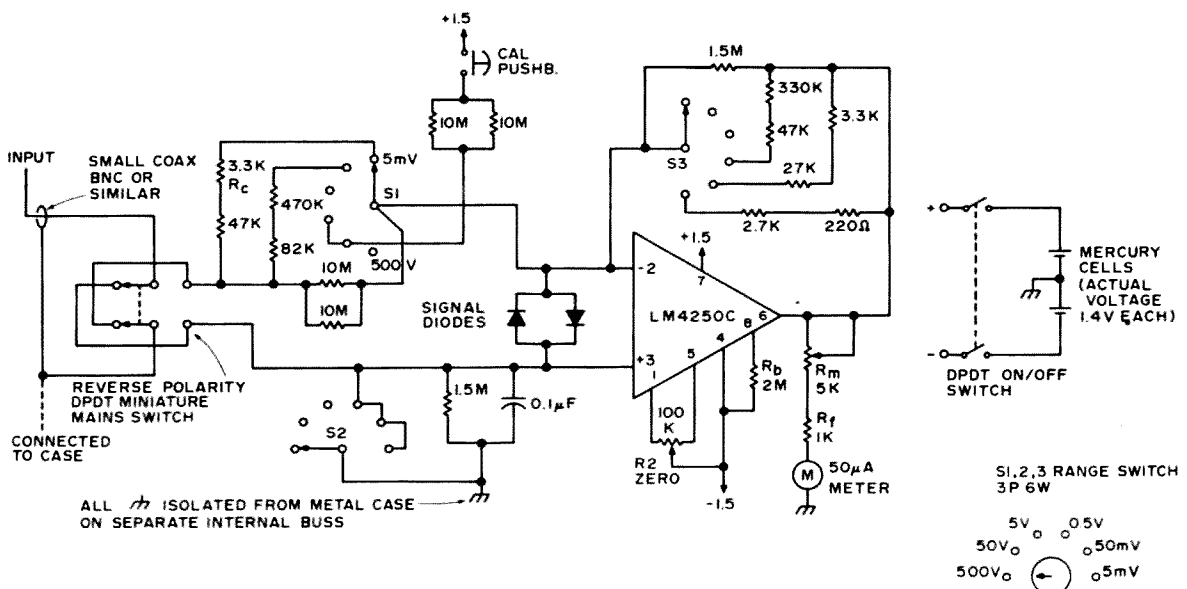 +1.5
CAL
PUSHB.
10M
10M
1.5M
330K
47K
3.3K
27K
S3
2.7K
220Ω
INPUT
SMALL COAX
BNC OR
SIMILAR
3.3K
Rc
47K
5mV
S1
470K
82K
500V
10M
10M
SIGNAL
DIODES
+1.5
7
-2
LM4250C
6
+3
1
5
4
8
Rb
2M
100
K
R2
ZERO
-1.5
Rm
5K
Rf
1K
M
50μA
METER
+
-
MERCURY
CELLS
(ACTUAL
VOLTAGE
1.4V EACH)
DPDT ON/OFF
SWITCH
REVERSE POLARITY
DPDT MINIATURE
MAINS SWITCH
CONNECTED
TO CASE
S2
1.5M
0.1μF
ALL ISOLATED FROM METAL CASE
ON SEPARATE INTERNAL BUSS
S1,2,3 RANGE SWITCH
3P 6W
5V
0.5V
50V
50mV
500V
5mV